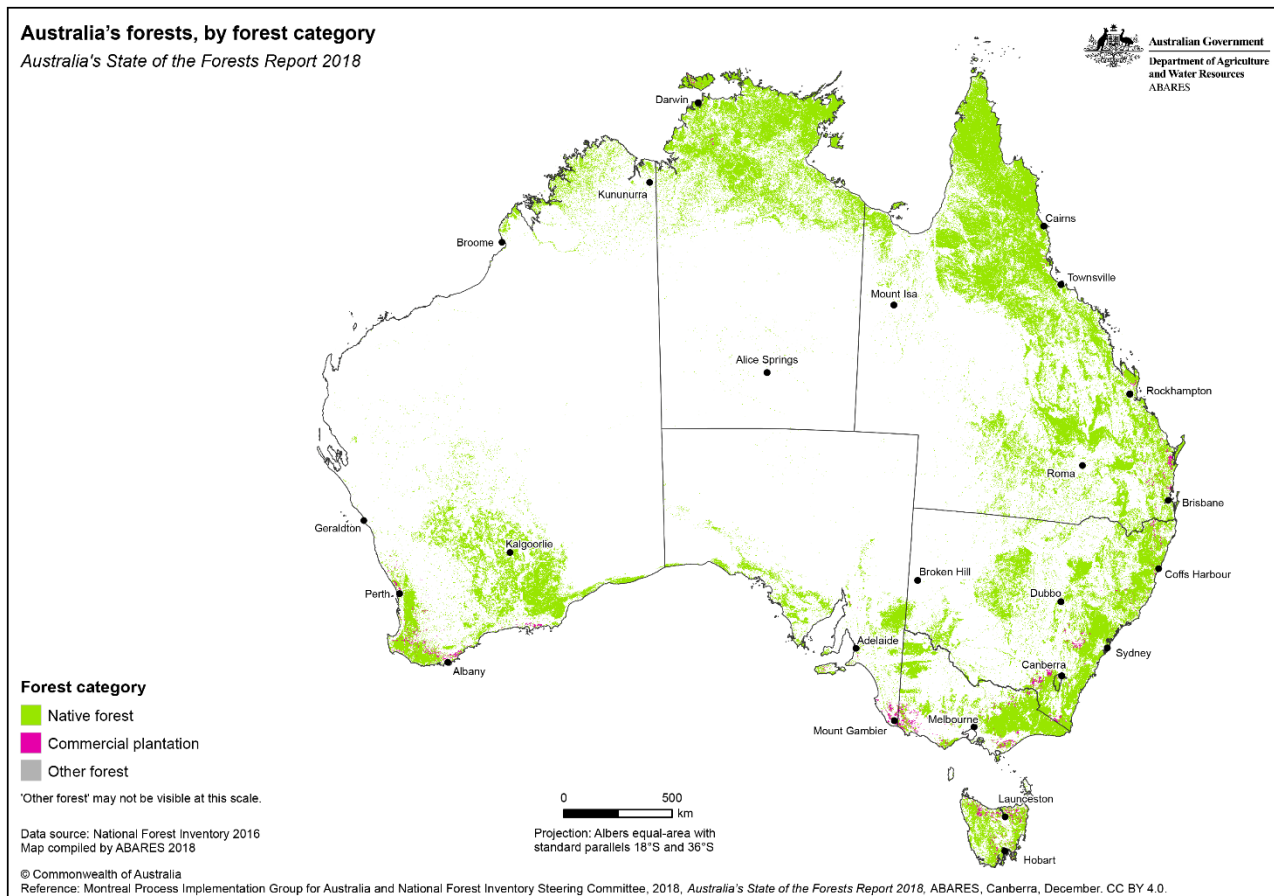 Australia's forests, by forest category
Australia's State of the Forests Report 2018
Australian Government
Department of Agriculture
and Water Resources
ABARES
Darwin
Kununurra
Broome
Cairns
Townsville
Mount Isa
Alice Springs
Rockhampton
Roma
Brisbane
Geraldton
Kalgoorlie
Broken Hill
Coffs Harbour
Perth
Dubbo
Adelaide
Sydney
Albany
Canberra
Mount Gambier
Melbourne
Launceston
Hobart
Forest category
Native forest
Commercial plantation
Other forest
'Other forest' may not be visible at this scale.
0 500
km
Projection: Albers equal-area with
standard parallels 18°S and 36°S
Data source: National Forest Inventory 2016
Map compiled by ABARES 2018
© Commonwealth of Australia
Reference: Montreal Process Implementation Group for Australia and National Forest Inventory Steering Committee, 2018, Australia's State of the Forests Report 2018, ABARES, Canberra, December. CC BY 4.0.